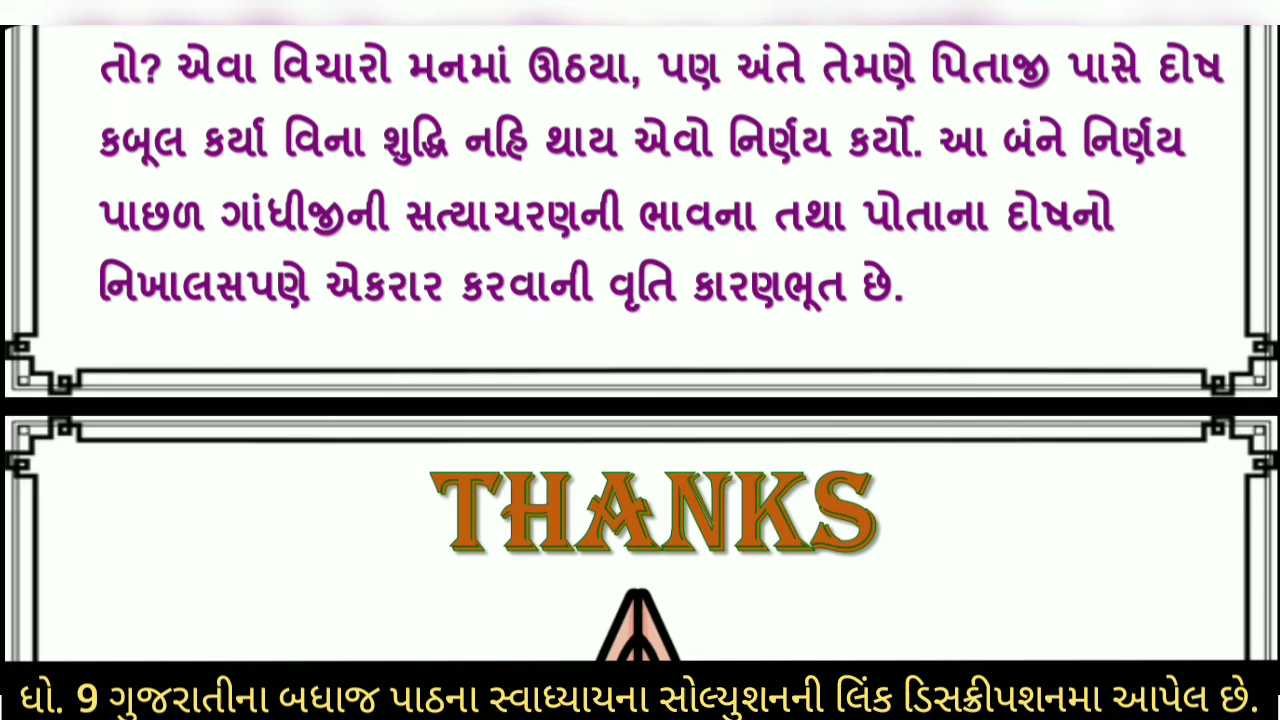 તો? એવા વિચારો મનમાં ઊઠયા, પણ અંતે તેમણે પિતાજી પાસે દોષ
કબૂલ કર્યા વિના શુદ્ધિ નહિ થાય એવો નિર્ણય કર્યો. આ બંને નિર્ણય
પાછળ ગાંધીજીની સત્યાચરણની ભાવના તથા પોતાના દોષનો
નિખાલસપણે એકરાર કરવાની વૃતિ કારણભૂત છે.
THANKS
ધો. 9 ગુજરાતીના બધાજ પાઠના સ્વાધ્યાયના સોલ્યુશનની લિંક ડિસક્રીપશનમા આપેલ છે.